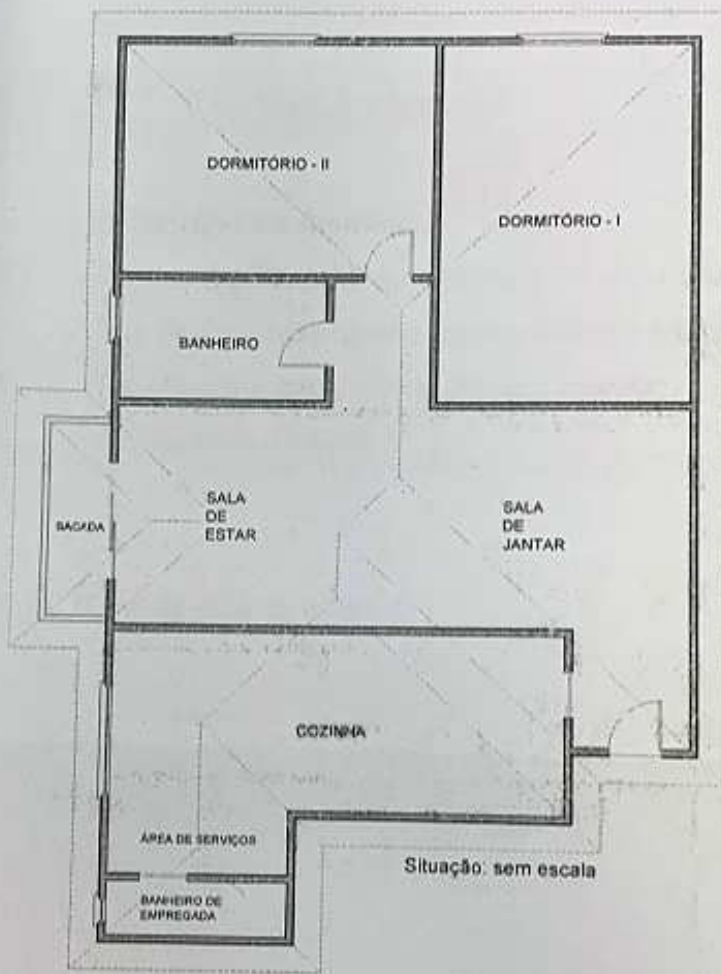 DORMITÓRIO - II
DORMITÓRIO - I
BANHEIRO
SALA
DE
ESTAR
SALA
DE
JANTAR
SACADA
COZINHA
ÁREA DE SERVIÇOS
Situação: sem escala
BANHEIRO DE
EMPREGADA